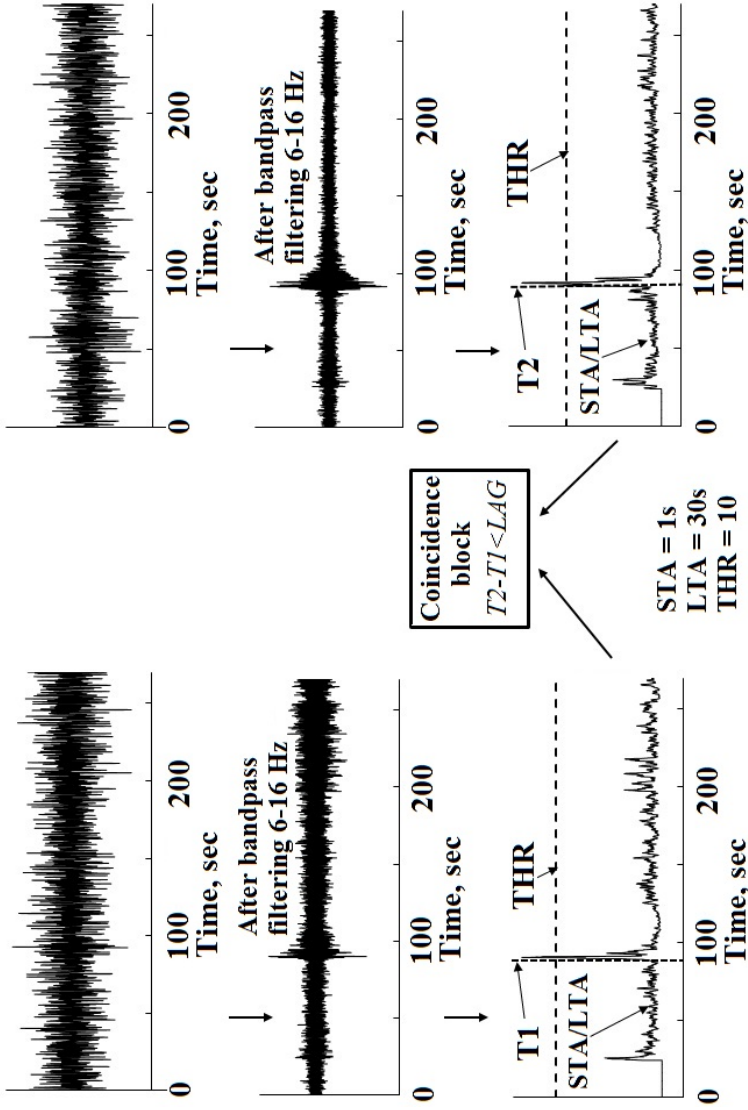 0
100
200
Time, sec
After bandpass
filtering 6-16 Hz
0
100
200
Time, sec
T1
THR
STA/LTA
0
100
200
Time, sec
Coincidence
block
T2-T1<LAG
STA = 1s
LTA = 30s
THR = 10
0
100
200
Time, sec
After bandpass
filtering 6-16 Hz
0
100
200
Time, sec
T2
THR
STA/LTA
0
100
200
Time, sec